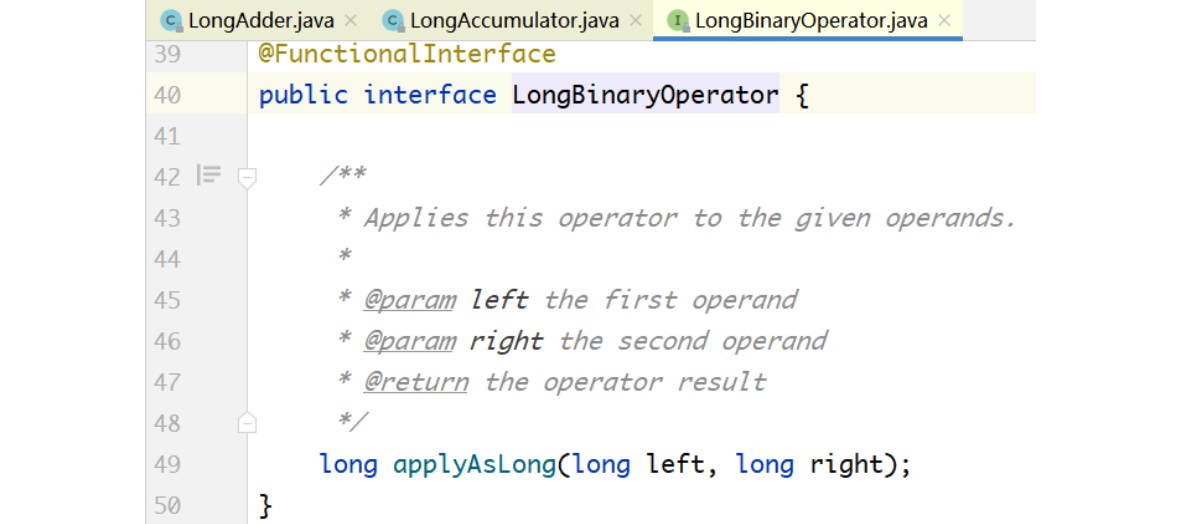 LongAdder.java × LongAccumulator.java × LongBinaryOperator.java ×
39 @FunctionalInterface
40 public interface LongBinaryOperator {
41
42 /**
43 * Applies this operator to the given operands.
44 *
45 * @param left the first operand
46 * @param right the second operand
47 * @return the operator result
48 */
49 long applyAsLong(long left, long right);
50 }